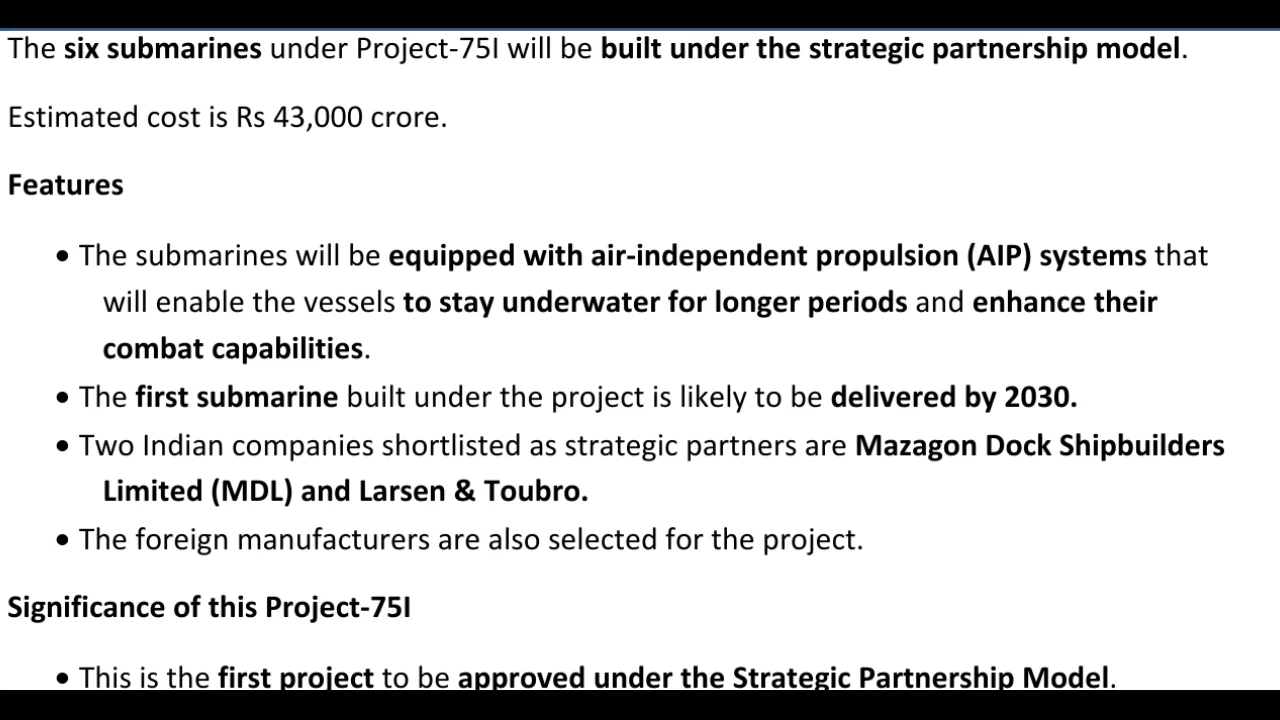 The six submarines under Project-75I will be built under the strategic partnership model.
Estimated cost is Rs 43,000 crore.
Features
• The submarines will be equipped with air-independent propulsion (AIP) systems that
will enable the vessels to stay underwater for longer periods and enhance their
combat capabilities.
• The first submarine built under the project is likely to be delivered by 2030.
• Two Indian companies shortlisted as strategic partners are Mazagon Dock Shipbuilders
Limited (MDL) and Larsen & Toubro.
• The foreign manufacturers are also selected for the project.
Significance of this Project-75I
• This is the first project to be approved under the Strategic Partnership Model.